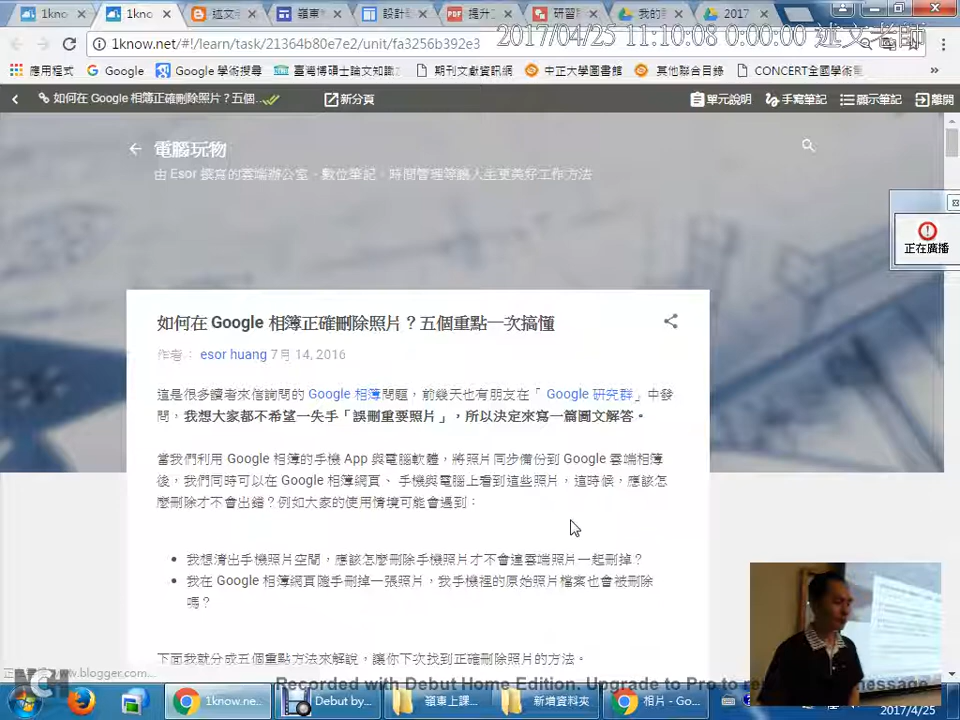 1kno
1kno
述文
嶺東
設計
PDF 提升
研習
我的
2017
1know.net/#!/learn/task/21364b80e7e2/unit/fa3256b392e3
2017/04/25 11:10:08 0:00:00 述文老師
應用程式
Google
Google 學術搜尋
臺灣博碩士論文知識
期刊文獻資訊網
中正大學圖書館
其他聯合目錄
CONCERT全國學術
»
如何在 Google 相簿正確刪除照片？五個...
新分頁
單元說明
手寫筆記
顯示筆記
離開
電腦玩物
由 Esor 撰寫的雲端辦公室、數位筆記、時間管理等讓人生更美好工作方法
正在廣播
如何在 Google 相簿正確刪除照片？五個重點一次搞懂
作者： esor huang 7月 14, 2016
這是很多讀者來信詢問的 Google 相簿問題，前幾天也有朋友在「 Google 研究群」中發
問，我想大家都不希望一失手「誤刪重要照片」，所以決定來寫一篇圖文解答。
當我們利用 Google 相簿的手機 App 與電腦軟體，將照片同步備份到 Google 雲端相簿
後，我們同時可以在 Google 相簿網頁、手機與電腦上看到這些照片，這時候，應該怎
麼刪除才不會出錯？例如大家的使用情境可能會遇到：
我想清出手機照片空間，應該怎麼刪除手機照片才不會連雲端照片一起刪掉？
我在 Google 相簿網頁隨手刪掉一張照片，我手機裡的原始照片檔案也會被刪除
嗎？
下面我就分成五個重點方法來解說，讓你下次找到正確刪除照片的方法。
www.blogger.com...
Recorded with Debut Home Edition. Upgrade to Pro to
1know.ne...
Debut by...
嶺東上課...
新增資料夾
相片 - Go...
2017/4/25